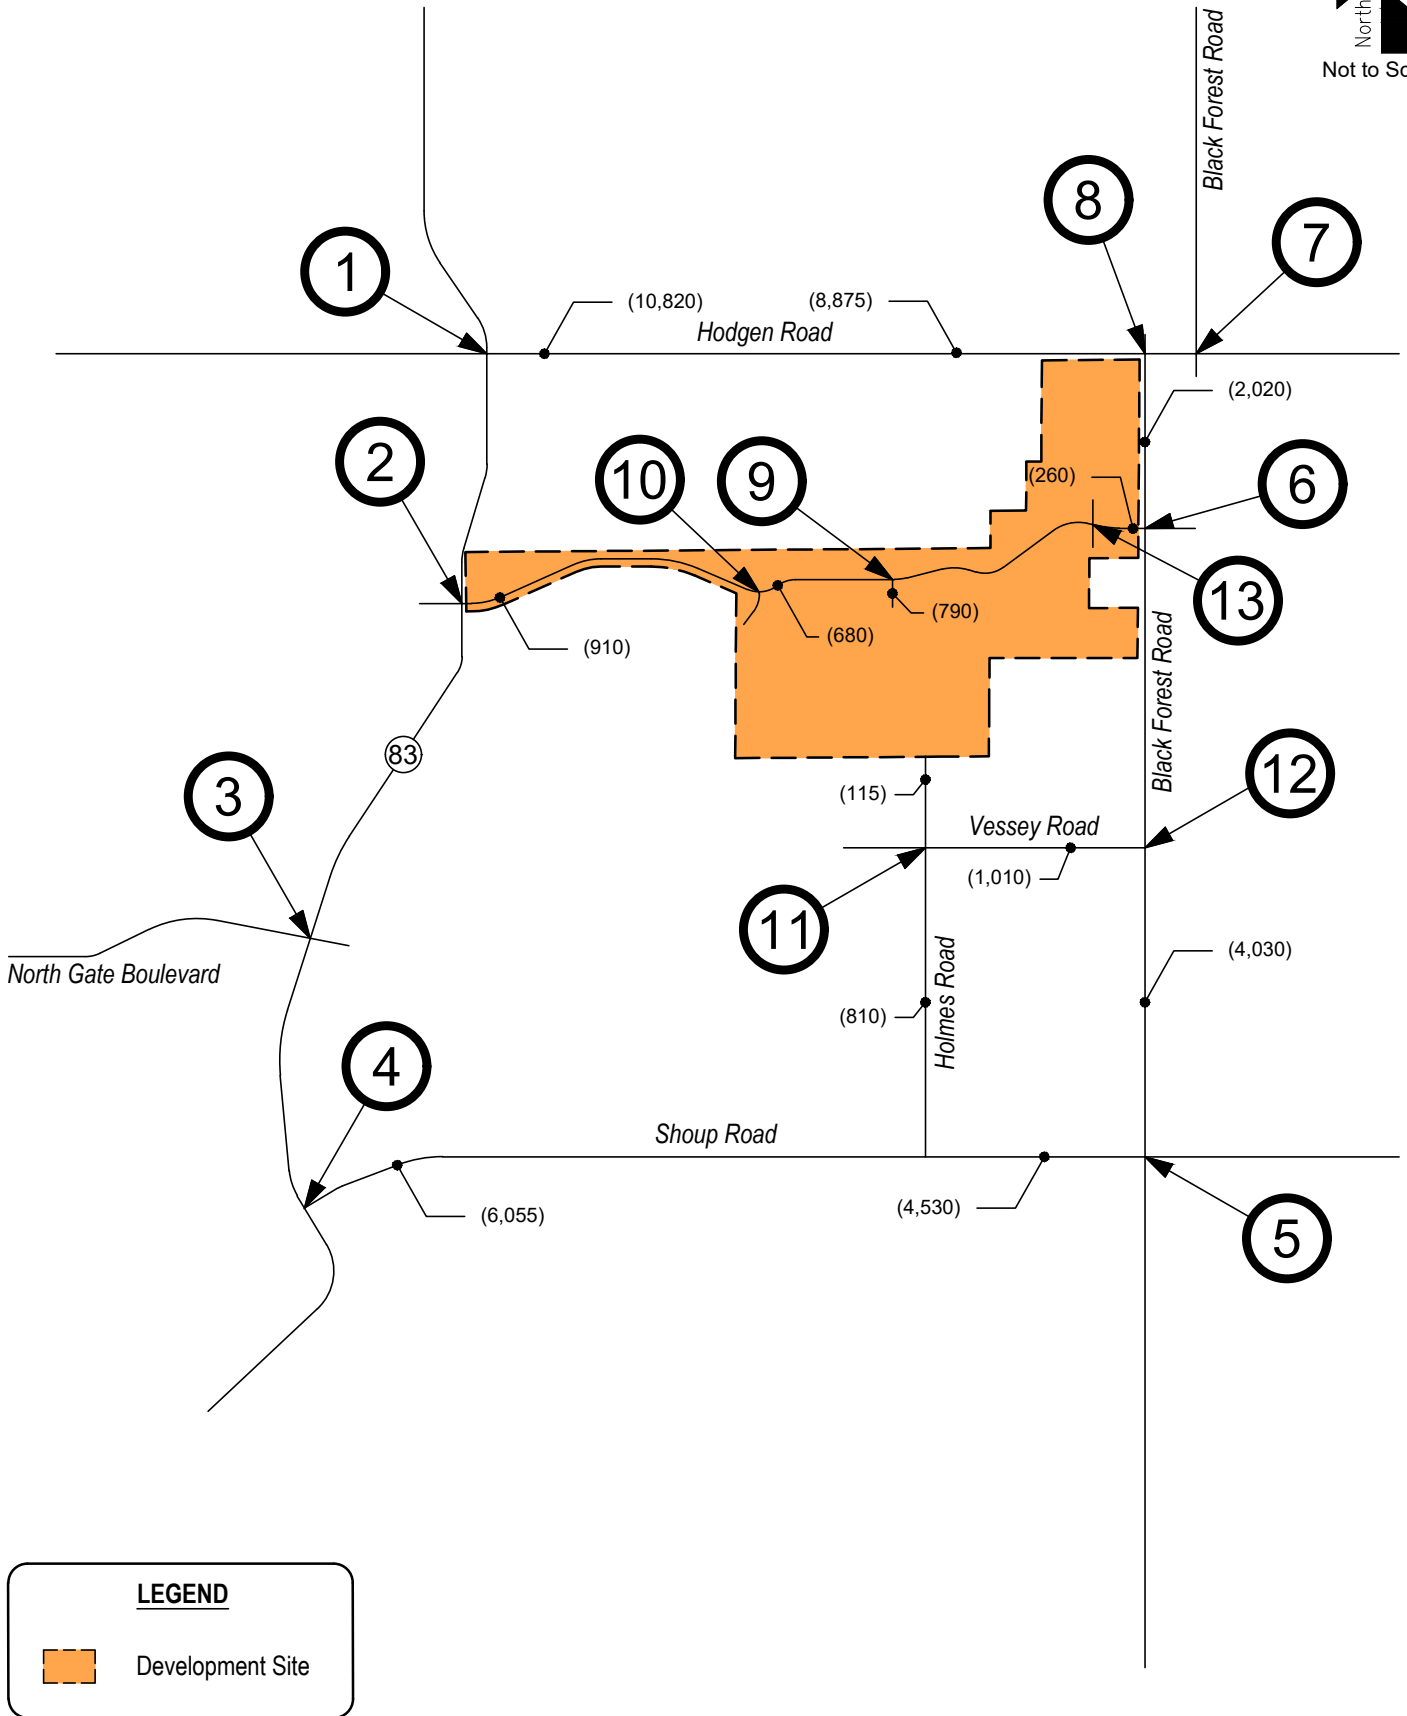 North
Not to Sc
Black Forest Road
8
7
1
(10,820)
(8,875)
Hodgen Road
(2,020)
2
10
9
(260)
6
13
(790)
(680)
(910)
Black Forest Road
83
3
12
(115)
Vessey Road
(1,010)
11
North Gate Boulevard
(4,030)
Holmes Road
(810)
4
Shoup Road
(6,055)
(4,530)
5
LEGEND
Development Site